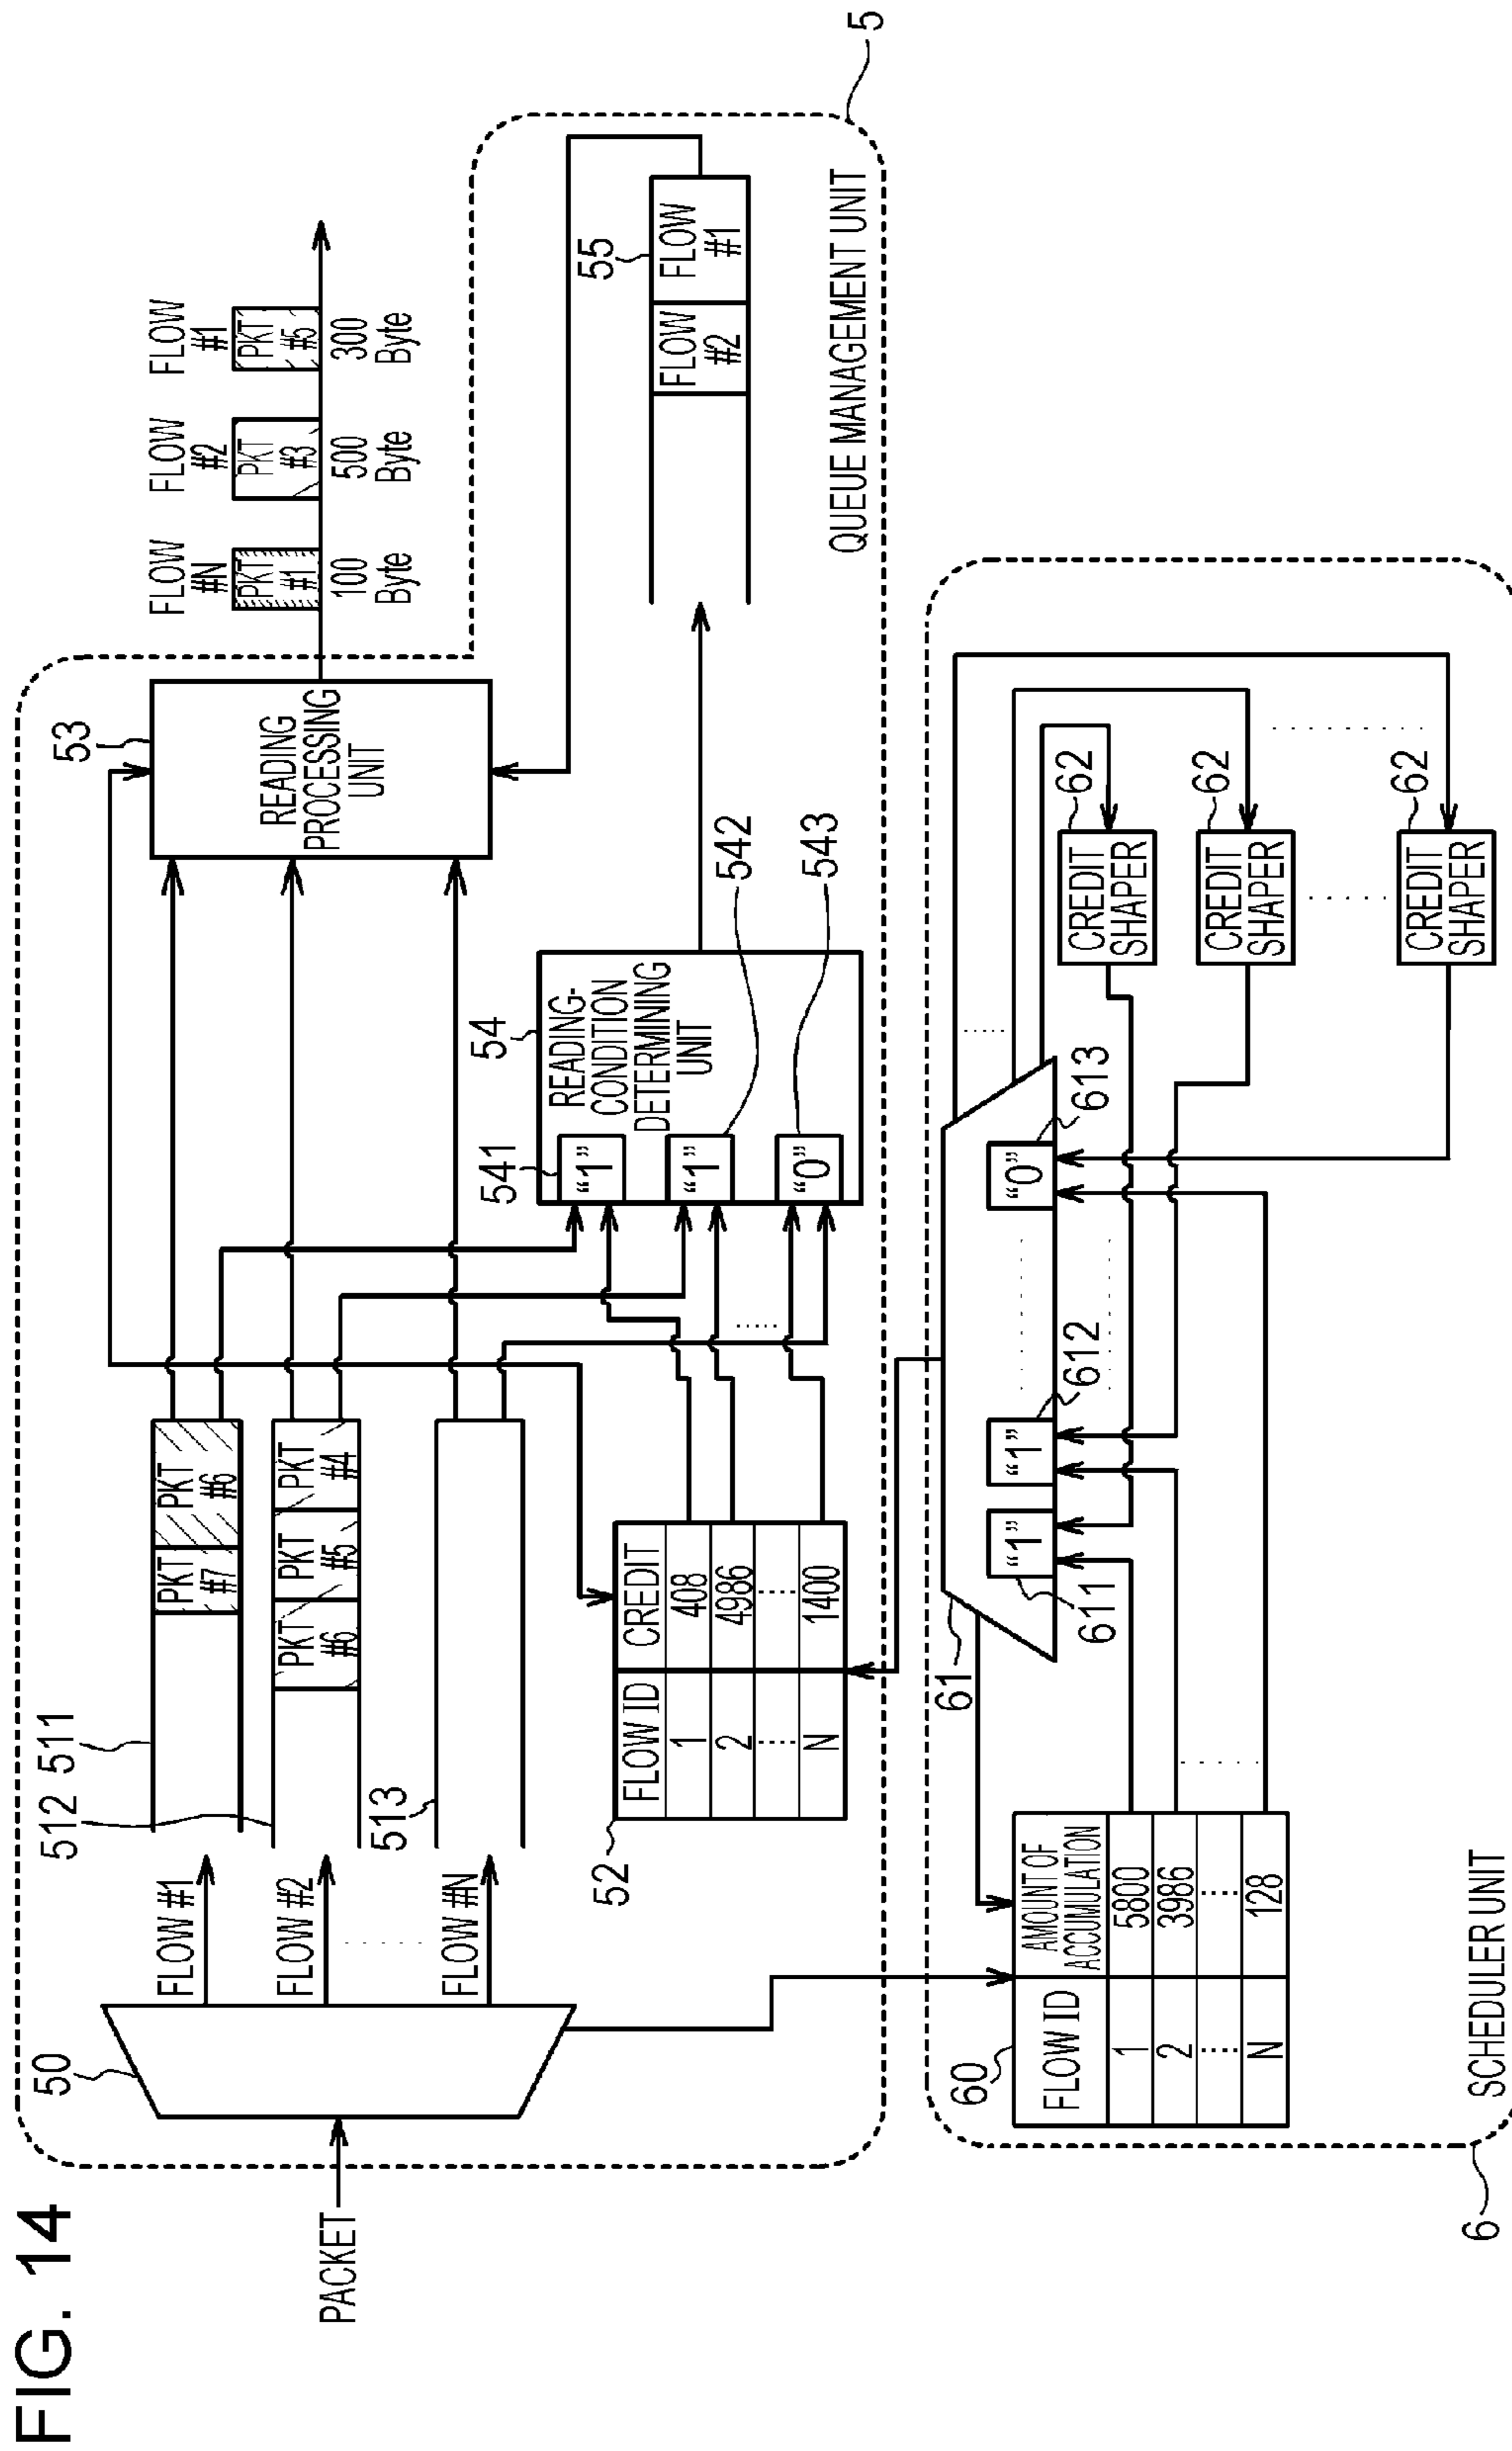 FIG. 14
PACKET
50
FLOW #1
FLOW #2
FLOW #N
511
512
513
PKT
#7
PKT
#6
PKT
#6
PKT
#5
PKT
#4
53
READING
PROCESSING
UNIT
FLOW
#N
PKT
#1
100
Byte
FLOW
#2
PKT
#3
500
Byte
FLOW
#1
PKT
#5
300
Byte
52
FLOW ID
CREDIT
1
408
2
4986
N
1400
54
READING-
CONDITION
DETERMINING
UNIT
541
"1"
542
"1"
543
"0"
55
FLOW
#2
FLOW
#1
QUEUE MANAGEMENT UNIT
5
60
FLOW ID
AMOUNT OF
ACCUMULATION
1
5800
2
3986
N
128
61
611
"1"
612
"1"
613
"0"
62
CREDIT
SHAPER
62
CREDIT
SHAPER
62
CREDIT
SHAPER
SCHEDULER UNIT
6